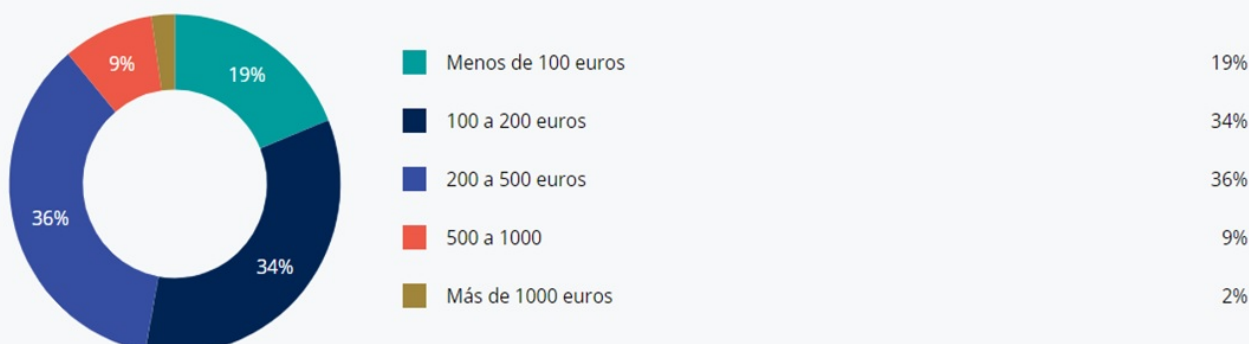 9%
19%
36%
34%
Menos de 100 euros 19%
100 a 200 euros 34%
200 a 500 euros 36%
500 a 1000 9%
Más de 1000 euros 2%